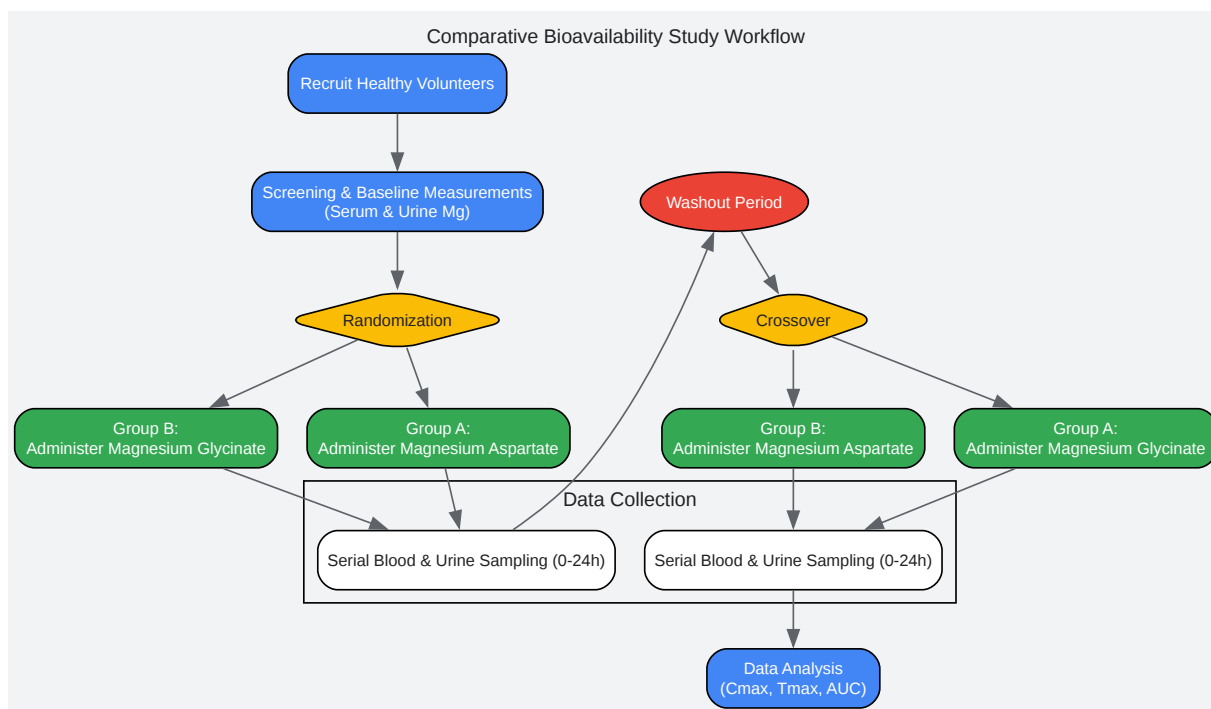 Comparative Bioavailability Study Workflow
Recruit Healthy Volunteers
Screening & Baseline Measurements
(Serum & Urine Mg)
Washout Period
Randomization
Crossover
Group B:
Administer Magnesium Glycinate
Group A:
Administer Magnesium Aspartate
Group B:
Administer Magnesium Aspartate
Group A:
Administer Magnesium Glycinate
Data Collection
Serial Blood & Urine Sampling (0-24h)
Serial Blood & Urine Sampling (0-24h)
Data Analysis
(Cmax, Tmax, AUC)